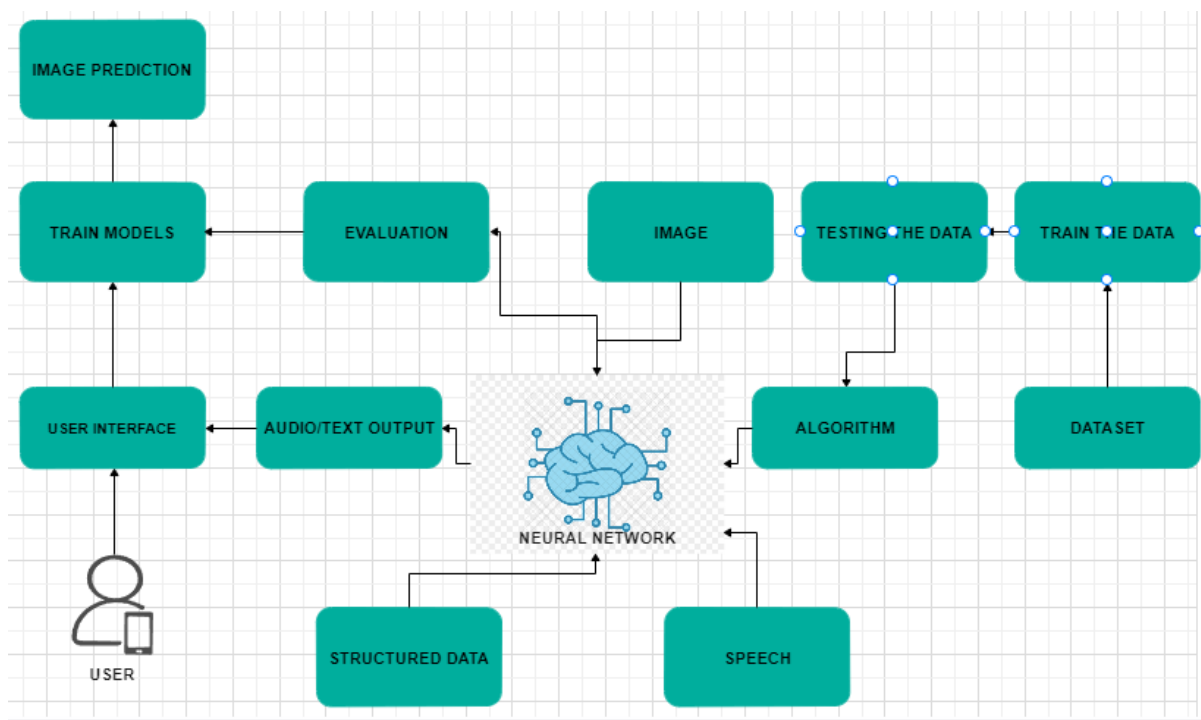 IMAGE PREDICTION
TRAIN MODELS
EVALUATION
IMAGE
TESTING THE DATA
TRAIN THE DATA
USER INTERFACE
AUDIO/TEXT OUTPUT
ALGORITHM
DATASET
NEURAL NETWORK
STRUCTURED DATA
SPEECH
USER